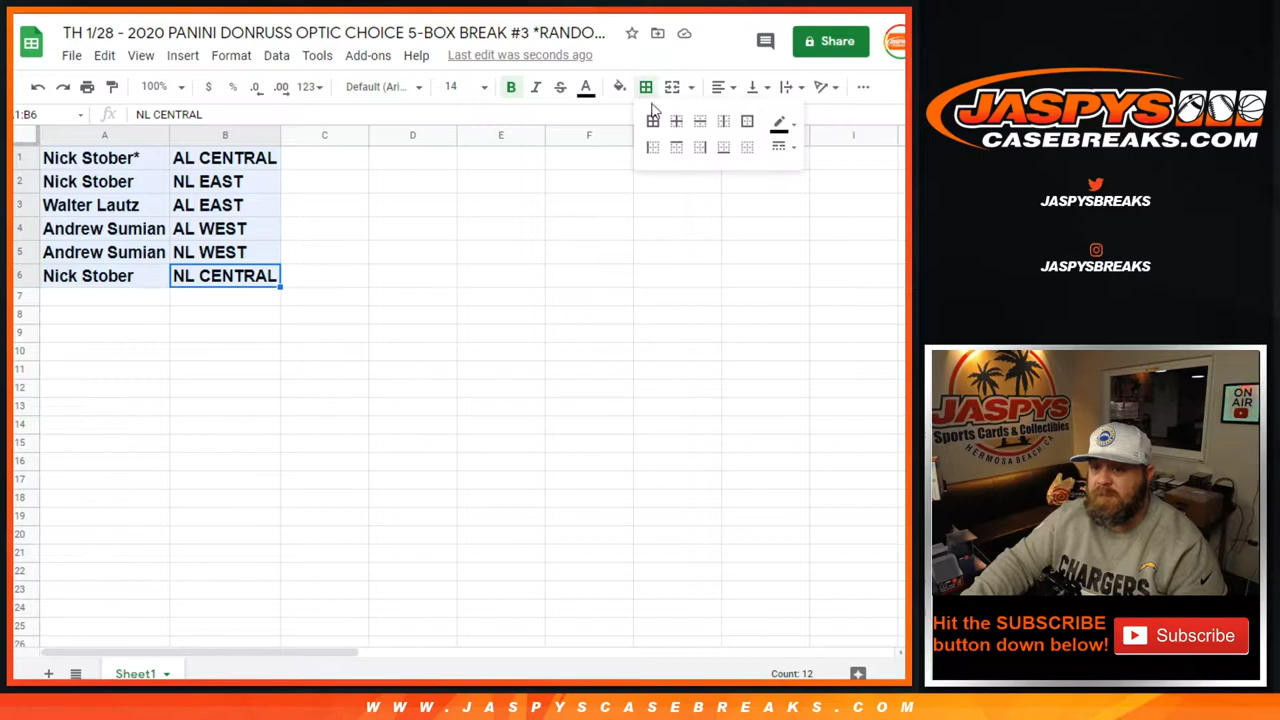 TH 1/28 - 2020 PANINI DONRUSS OPTIC CHOICE 5-BOX BREAK #3 *RANDO...
File Edit View Insert Format Data Tools Add-ons Help Last edit was seconds ago
Share
100% $ % .0 .00 123 Default (Ari... 14 B I S A
1:B6 fx NL CENTRAL
A B C D E F I
1 Nick Stober* AL CENTRAL
2 Nick Stober NL EAST
3 Walter Lautz AL EAST
4 Andrew Sumian AL WEST
5 Andrew Sumian NL WEST
6 Nick Stober NL CENTRAL
7
8
9
10
11
12
13
14
15
16
17
18
19
20
21
22
23
24
25
26
Sheet1
Count: 12
JASPYS
CASEBREAKS.COM
JASPYSBREAKS
JASPYSBREAKS
JASPYS
Sports Cards & Collectibles
HERMOSA BEACH, CA
ON
AIR
CHARGERS
Hit the SUBSCRIBE
button down below!
Subscribe
WWW.JASPYSCASEBREAKS.COM